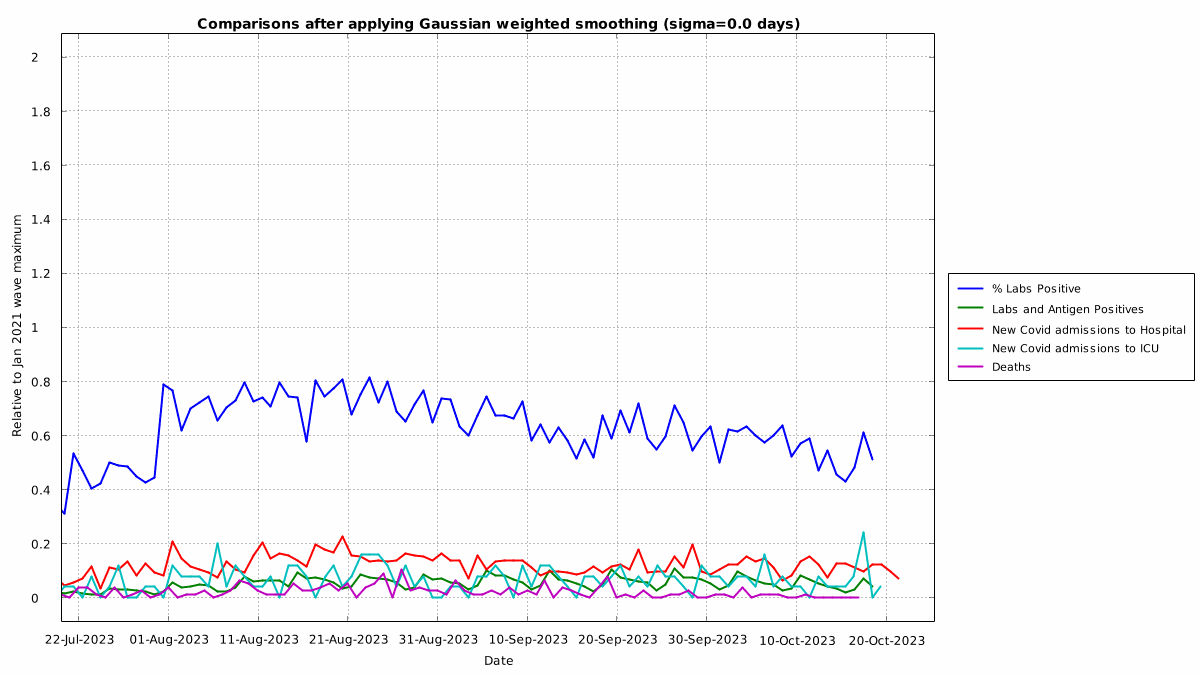 Comparisons after applying Gaussian weighted smoothing (sigma=0.0 days)
2
1.8
1.6
1.4
1.2
1
0.8
0.6
0.4
0.2
0
Relative to Jan 2021 wave maximum
22-Jul-2023 01-Aug-2023 11-Aug-2023 21-Aug-2023 31-Aug-2023 10-Sep-2023 20-Sep-2023 30-Sep-2023 10-Oct-2023 20-Oct-2023
Date
% Labs Positive
Labs and Antigen Positives
New Covid admissions to Hospital
New Covid admissions to ICU
Deaths